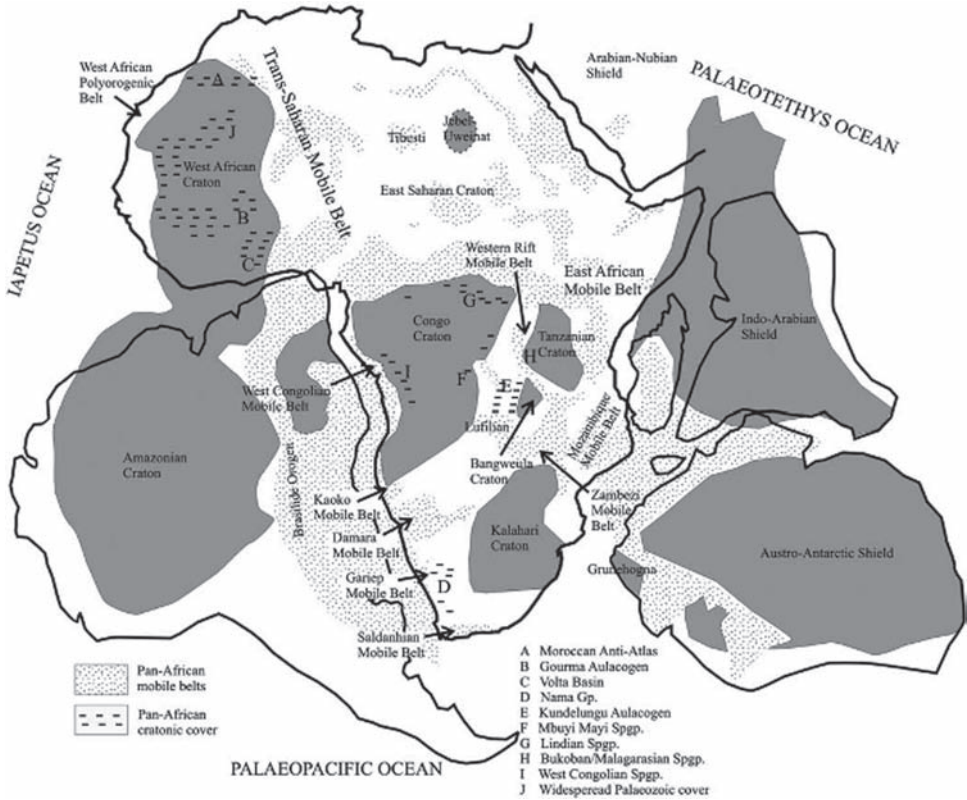 West African
Polyorogenic
Belt
Arabian-Nubian
Shield
PALAEOTETHYS OCEAN
Trans-Saharan Mobile Belt
A
J
Tibesti
Jebel-
Uweinat
West African
Craton
East Saharan Craton
IAPETUS OCEAN
B
C
Western Rift
Mobile Belt
East African
Mobile Belt
G
Congo
Craton
Tanzanian
Craton
H
Indo-Arabian
Shield
I
F
E
West Congolian
Mobile Belt
Lufilian
Mozambique
Mobile Belt
Amazonian
Craton
Brasilide Orogen
Bangweula
Craton
Kaoko
Mobile Belt
Zambezi
Mobile
Belt
Damara
Mobile Belt
Kalahari
Craton
Austro-Antarctic Shield
Grunehogna
Gariep
Mobile Belt
D
Saldanhian
Mobile Belt
Pan-African
mobile belts
Pan-African
cratonic cover
A Moroccan Anti-Atlas
B Gourma Aulacogen
C Volta Basin
D Nama Gp.
E Kundelungu Aulacogen
F Mbuyi Mayi Spgp.
G Lindian Spgp.
H Bukoban/Malagarasian Spgp.
I West Congolian Spgp.
J Widesperead Palaeozoic cover
PALAEOPACIFIC OCEAN